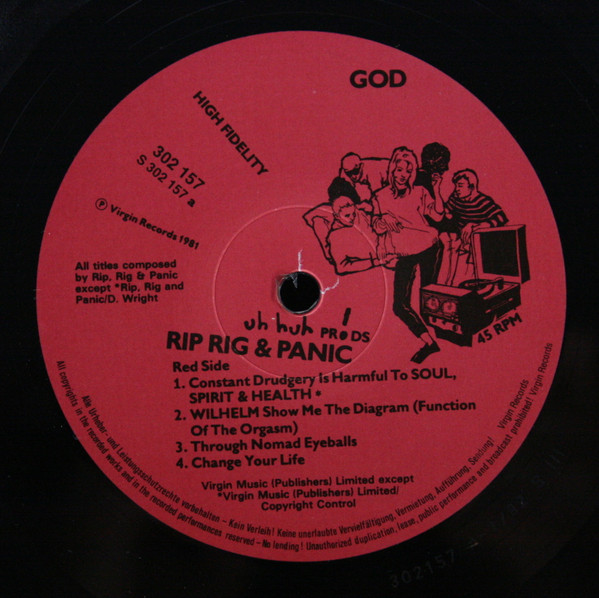 GOD
HIGH FIDELITY
302 157
S 302 157 a
Ⓟ Virgin Records 1981
All titles composed
by Rip, Rig & Panic
except *Rip, Rig and
Panic/D. Wright
45 RPM
uh huh PRODS
RIP RIG & PANIC
Red Side
1. Constant Drudgery is Harmful To SOUL,
SPIRIT & HEALTH *
2. WILHELM Show Me The Diagram (Function
Of The Orgasm)
3. Through Nomad Eyeballs
4. Change Your Life
Virgin Music (Publishers) Limited except
*Virgin Music (Publishers) Limited/
Copyright Control
Alle Urheber- und Leistungsschutzrechte vorbehalten – Kein Verleih! Keine unerlaubte Vervielfältigung, Vermietung, Aufführung, Sendung! Virgin Records
All copyrights in the recorded works and in the recorded performances reserved – No lending! Unauthorized duplication, lease, public performance and broadcast prohibited! Virgin Records
302157